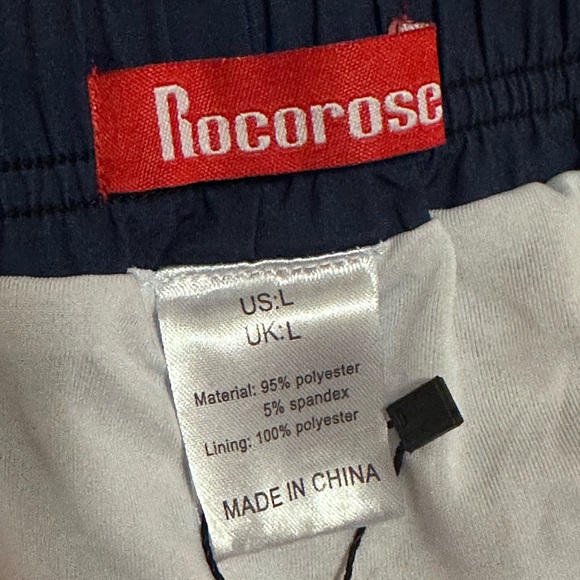 Rocorose
US:L
UK:L
Material: 95% polyester
5% spandex
Lining: 100% polyester
MADE IN CHINA